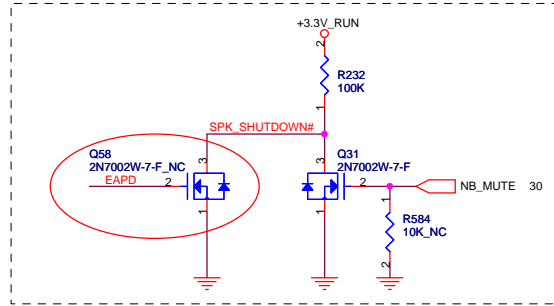 +3.3V_RUN
2
R232
100K
1
SPK_SHUTDOWN#
Q58
2N7002W-7-F_NC
3
EAPD
2
1
Q31
2N7002W-7-F
3
2
1
NB_MUTE 30
1
R584
10K_NC
2